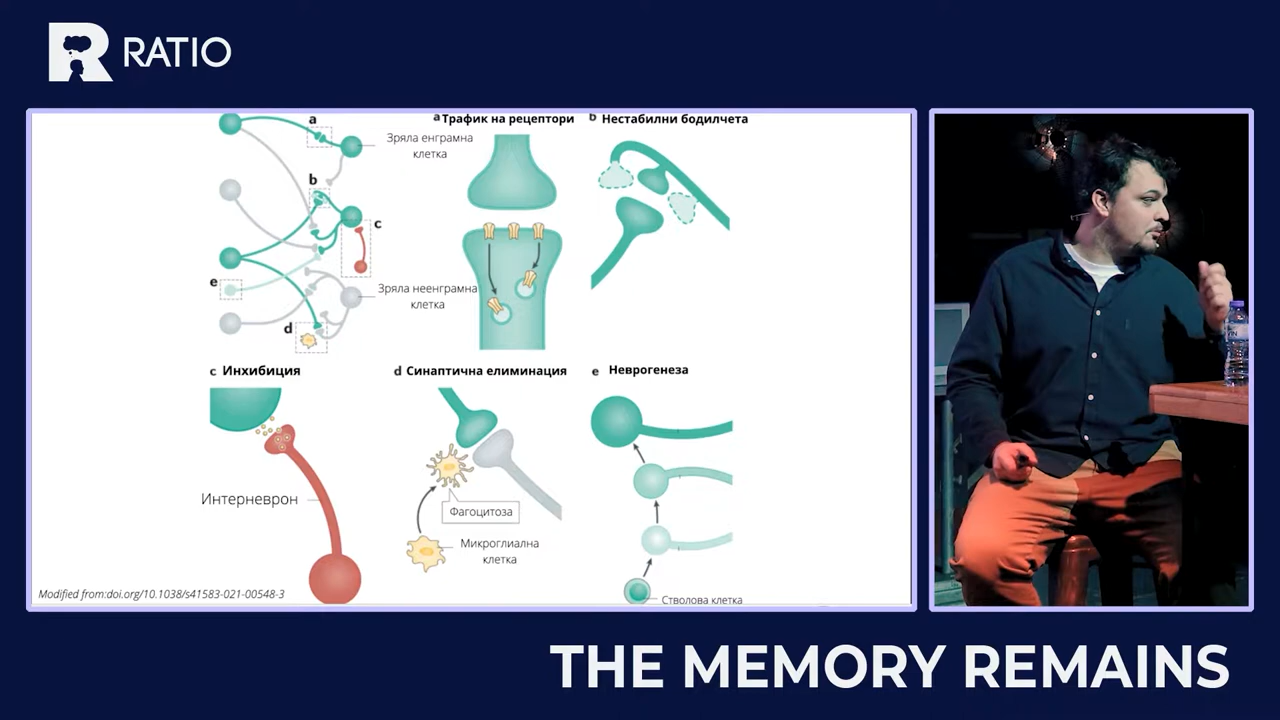 RATIO
a
Зряла енграмна
клетка
b
c
e
Зряла неенграмна
клетка
d
a Трафик на рецептори
b Нестабилни бодилчета
c Инхибиция
Интерневрон
d Синаптична елиминация
Фагоцитоза
Микроглиална
клетка
e Неврогенеза
Стволова клетка
Modified from:doi.org/10.1038/s41583-021-00548-3
THE MEMORY REMAINS